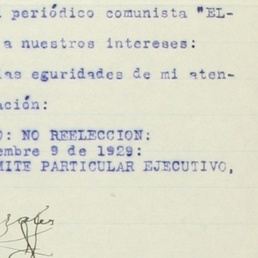 periódico comunista "EL-
a nuestros intereses:
las eguridades de mi aten-
ación:
: NO REELECCION:
embre 9 de 1929:
MITE PARTICULAR EJECUTIVO,